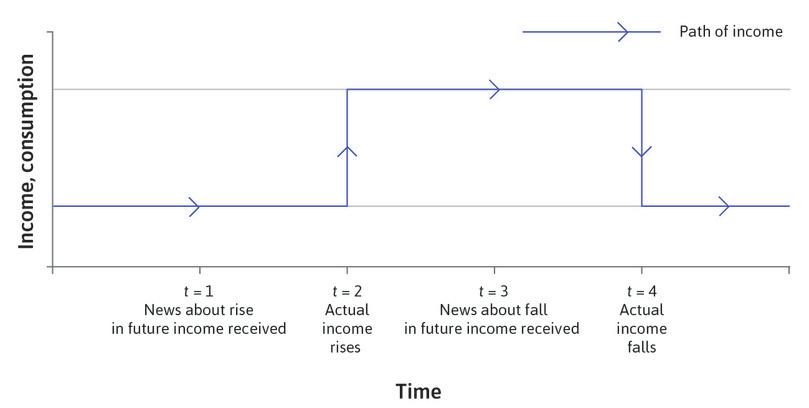 Path of income
Income, consumption
t = 1
News about rise
in future income received
t = 2
Actual
income
rises
t = 3
News about fall
in future income received
t = 4
Actual
income
falls
Time